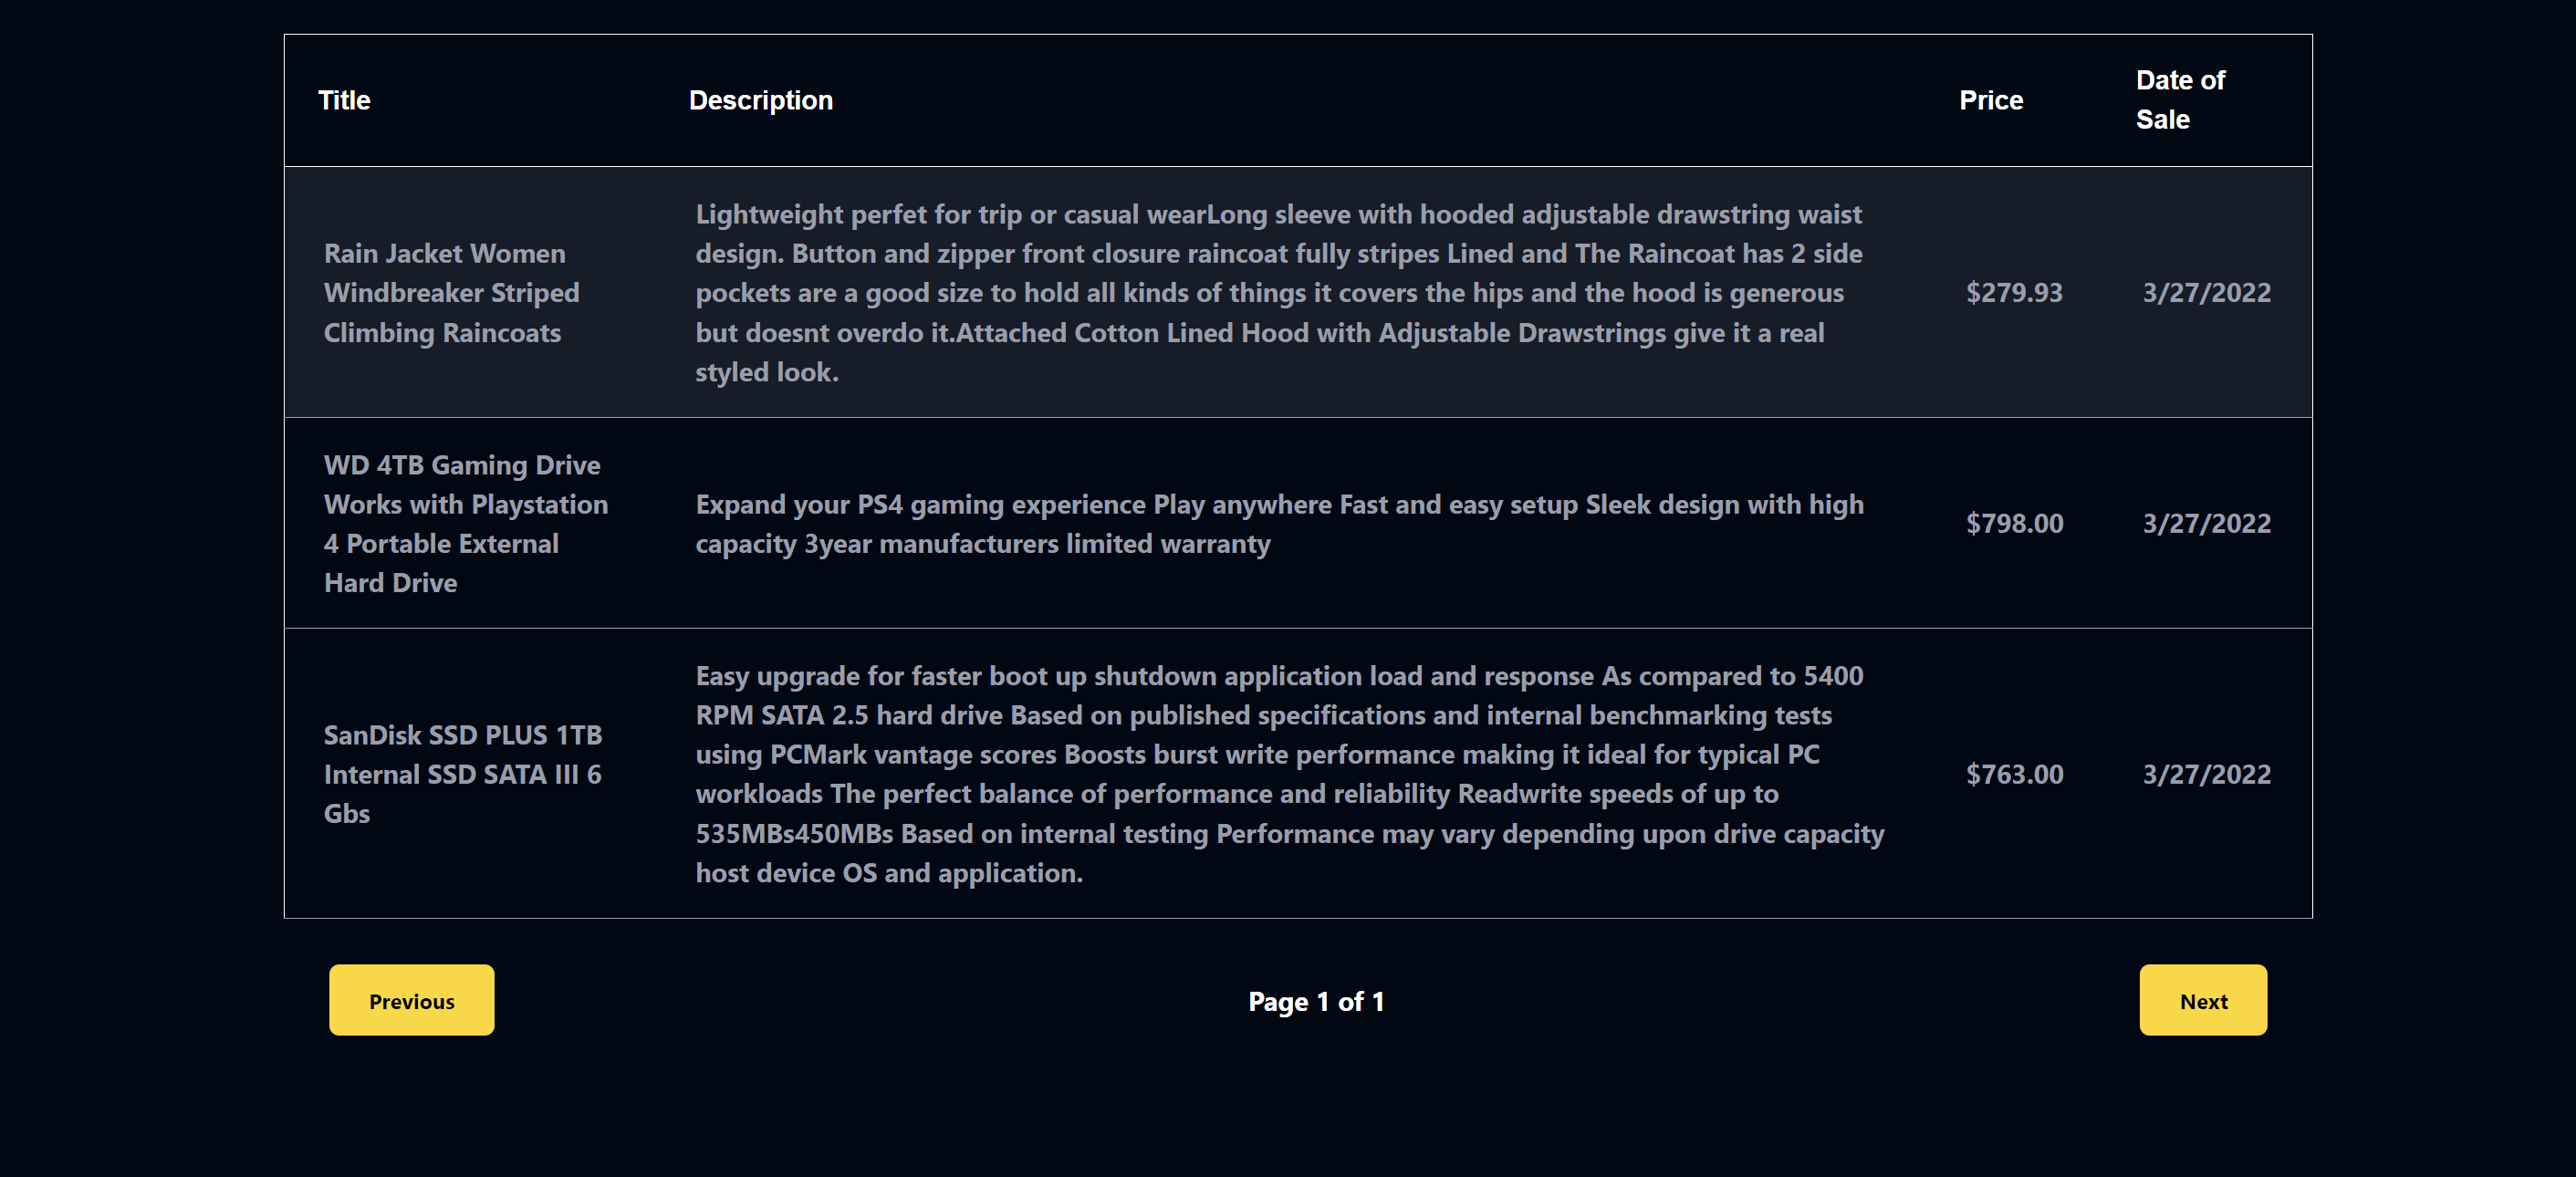 Title
Description
Price
Date of
Sale
Rain Jacket Women
Windbreaker Striped
Climbing Raincoats
Lightweight perfet for trip or casual wearLong sleeve with hooded adjustable drawstring waist
design. Button and zipper front closure raincoat fully stripes Lined and The Raincoat has 2 side
pockets are a good size to hold all kinds of things it covers the hips and the hood is generous
but doesnt overdo it.Attached Cotton Lined Hood with Adjustable Drawstrings give it a real
styled look.
$279.93
3/27/2022
WD 4TB Gaming Drive
Works with Playstation
4 Portable External
Hard Drive
Expand your PS4 gaming experience Play anywhere Fast and easy setup Sleek design with high
capacity 3year manufacturers limited warranty
$798.00
3/27/2022
SanDisk SSD PLUS 1TB
Internal SSD SATA III 6
Gbs
Easy upgrade for faster boot up shutdown application load and response As compared to 5400
RPM SATA 2.5 hard drive Based on published specifications and internal benchmarking tests
using PCMark vantage scores Boosts burst write performance making it ideal for typical PC
workloads The perfect balance of performance and reliability Readwrite speeds of up to
535MBs450MBs Based on internal testing Performance may vary depending upon drive capacity
host device OS and application.
$763.00
3/27/2022
Previous
Page 1 of 1
Next